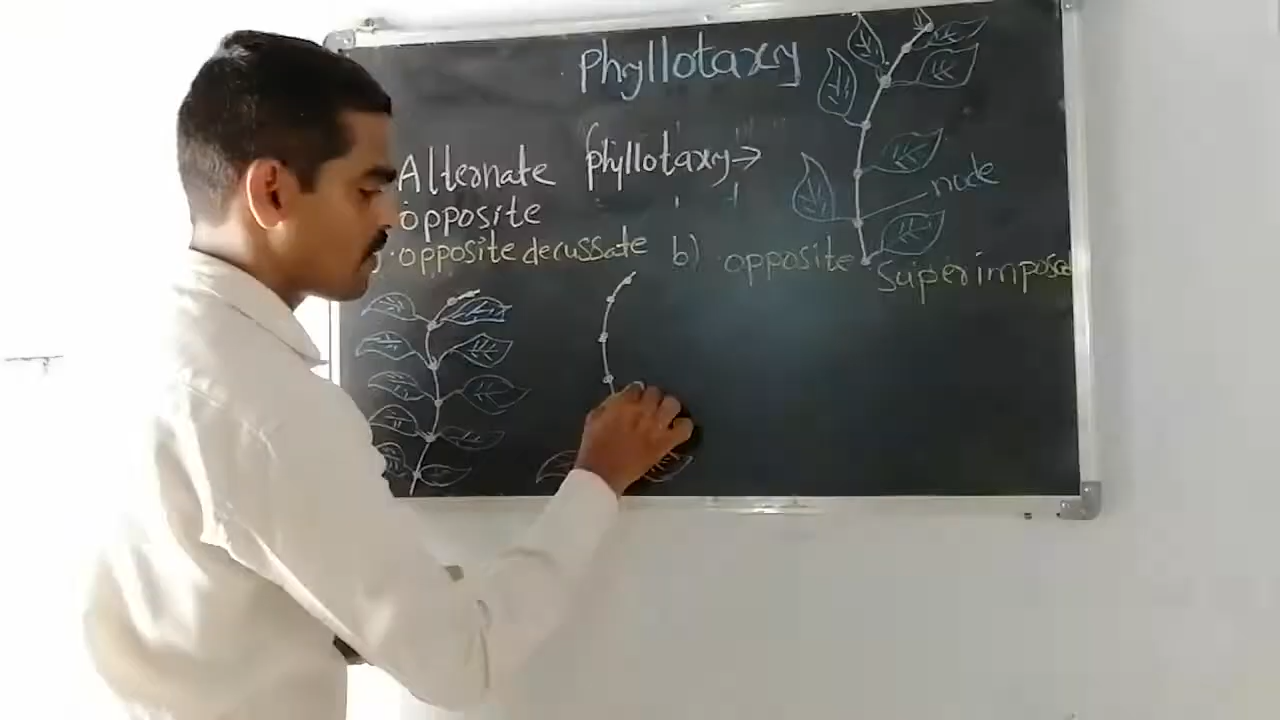 Phyllotaxy
Alternate phyllotaxy→
node
opposite
opposite decussate b) opposite Superimposed